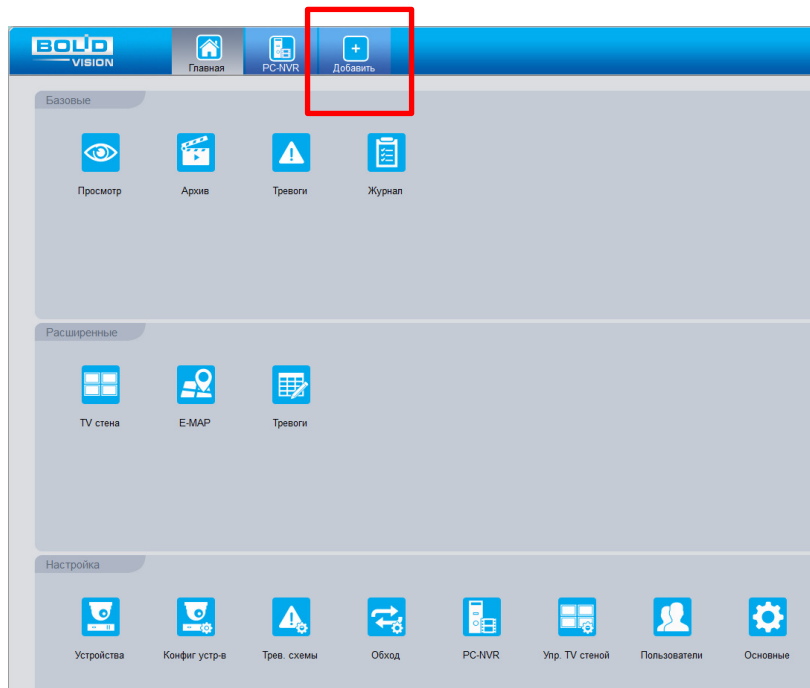 BOLID
VISION
Главная
PC-NVR
Добавить
Базовые
Просмотр
Архив
Тревоги
Журнал
Расширенные
TV стена
E-MAP
Тревоги
Настройка
Устройства
Конфиг устр-в
Трев. схемы
Обход
PC-NVR
Упр. TV стеной
Пользователи
Основные